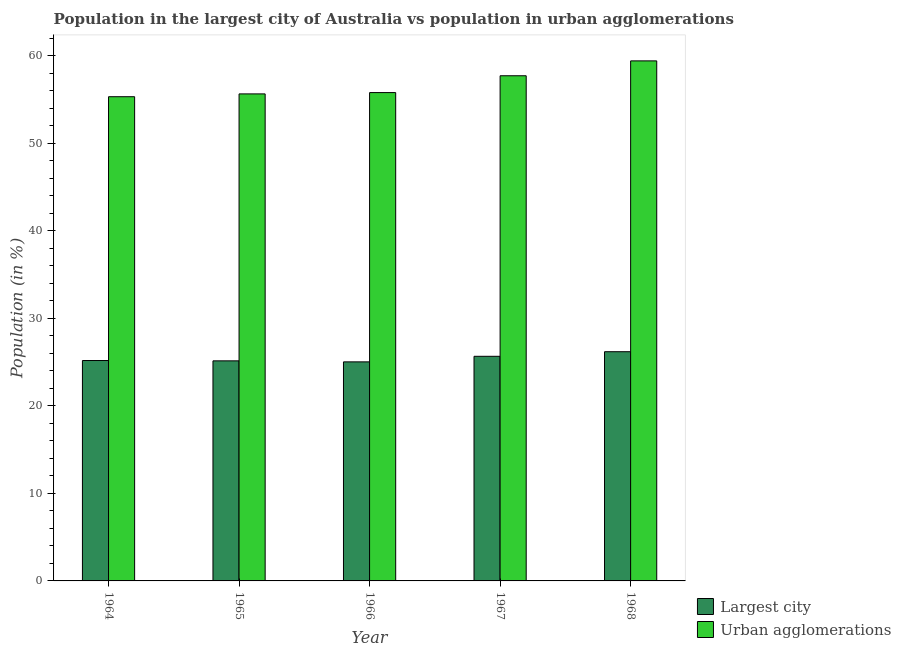 Population in the largest city of Australia vs population in urban agglomerations
60
50
40
30
20
10
0
Population (in %)
1964
1965
1966
1967
1968
Year
Largest city
Urban agglomerations